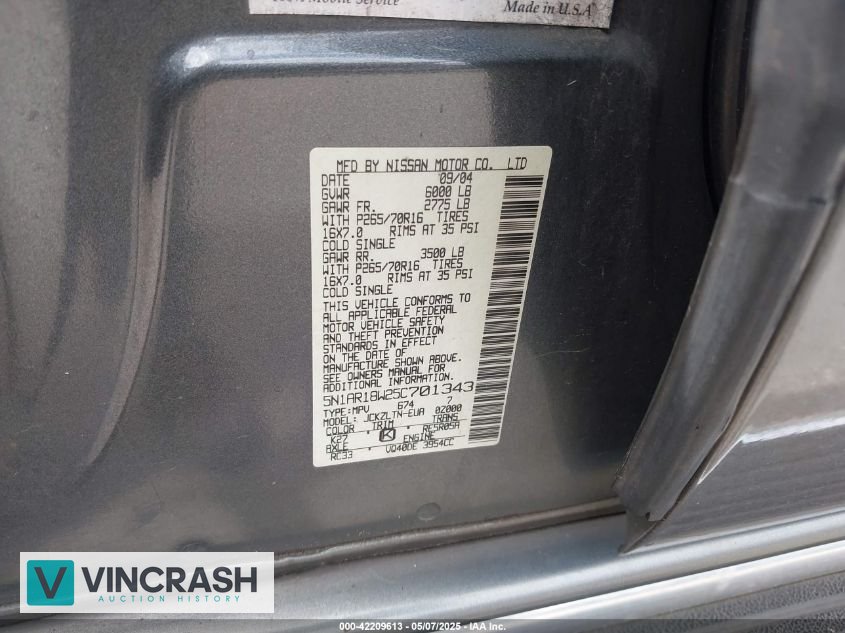 Mobile Service
Made in U.S.A
MFD BY NISSAN MOTOR CO. LTD
DATE 09/04
GVWR 6000 LB
GAWR FR. 2775 LB
WITH P265/70R16 TIRES
16X7.0 RIMS AT 35 PSI
COLD SINGLE
GAWR RR. 3500 LB
WITH P265/70R16 TIRES
16X7.0 RIMS AT 35 PSI
COLD SINGLE
THIS VEHICLE CONFORMS TO
ALL APPLICABLE FEDERAL
MOTOR VEHICLE SAFETY
AND THEFT PREVENTION
STANDARDS IN EFFECT
ON THE DATE OF
MANUFACTURE SHOWN ABOVE.
SEE OWNERS MANUAL FOR
ADDITIONAL INFORMATION ABOVE.
5N1AR18W25C701343
TYPE: MPV 674 7
MODEL: JCKZLTN-EUA 02000
COLOR TRIM TRANS
K27 K RE5R05A
AXLE ENGINE
RC33 VQ40DE 3954CC
V VINCRASH
AUCTION HISTORY
000-42209613 - 05/07/2025 - IAA Inc.